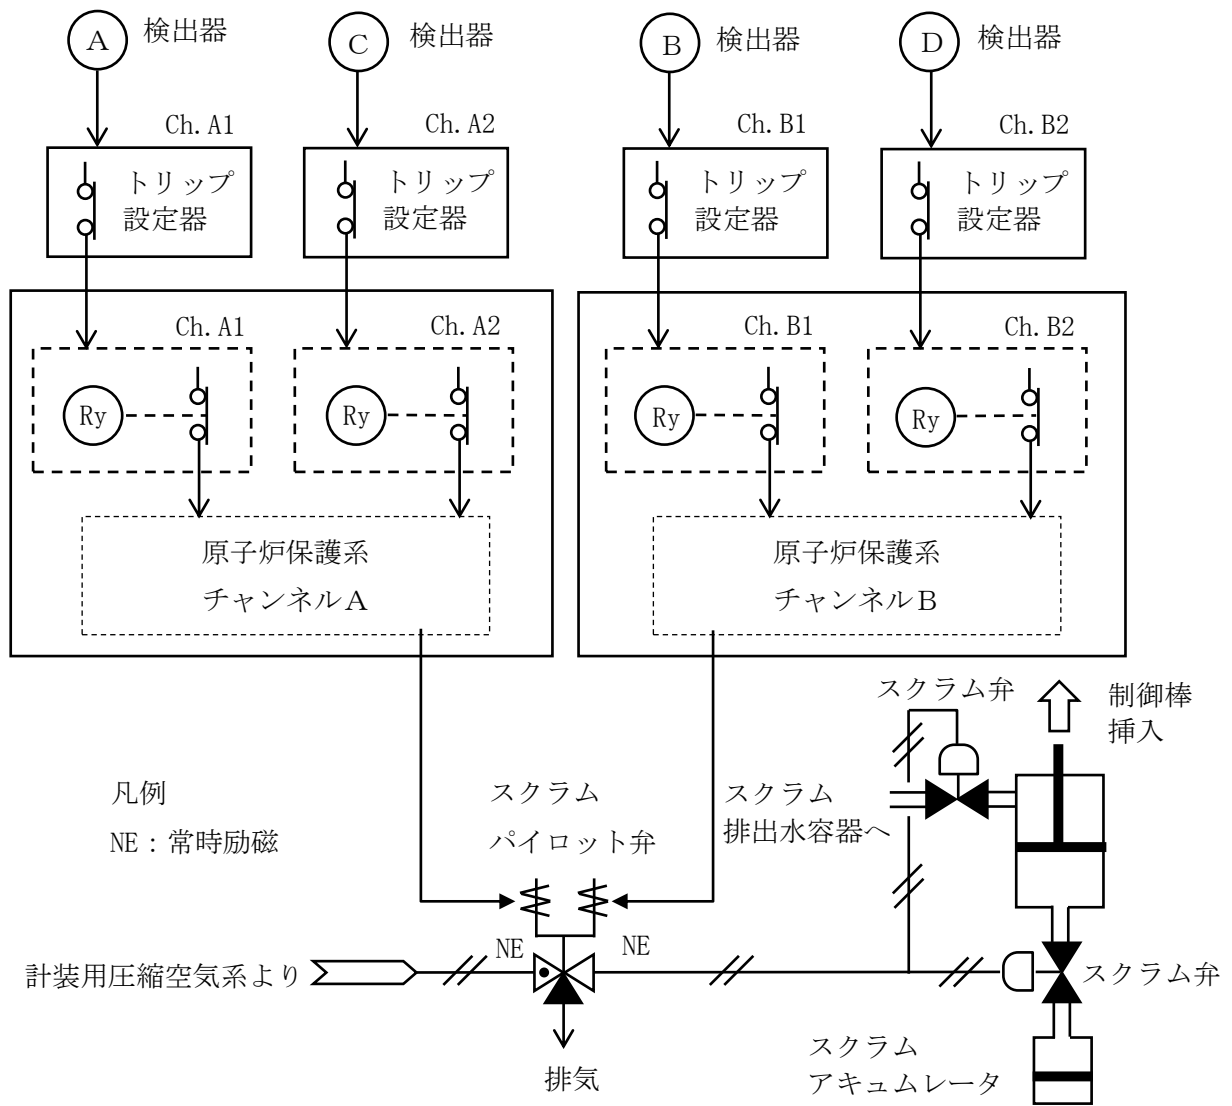 A 検出器
C 検出器
B 検出器
D 検出器
Ch. A1
Ch. A2
Ch. B1
Ch. B2
トリップ
設定器
トリップ
設定器
トリップ
設定器
トリップ
設定器
Ch. A1
Ch. A2
Ch. B1
Ch. B2
Ry
Ry
Ry
Ry
原子炉保護系
チャンネルA
原子炉保護系
チャンネルB
スクラム弁
制御棒
挿入
凡例
NE:常時励磁
スクラム
パイロット弁
スクラム
排出水容器へ
NE
NE
計装用圧縮空気系より
スクラム弁
排気
スクラム
アキュムレータ